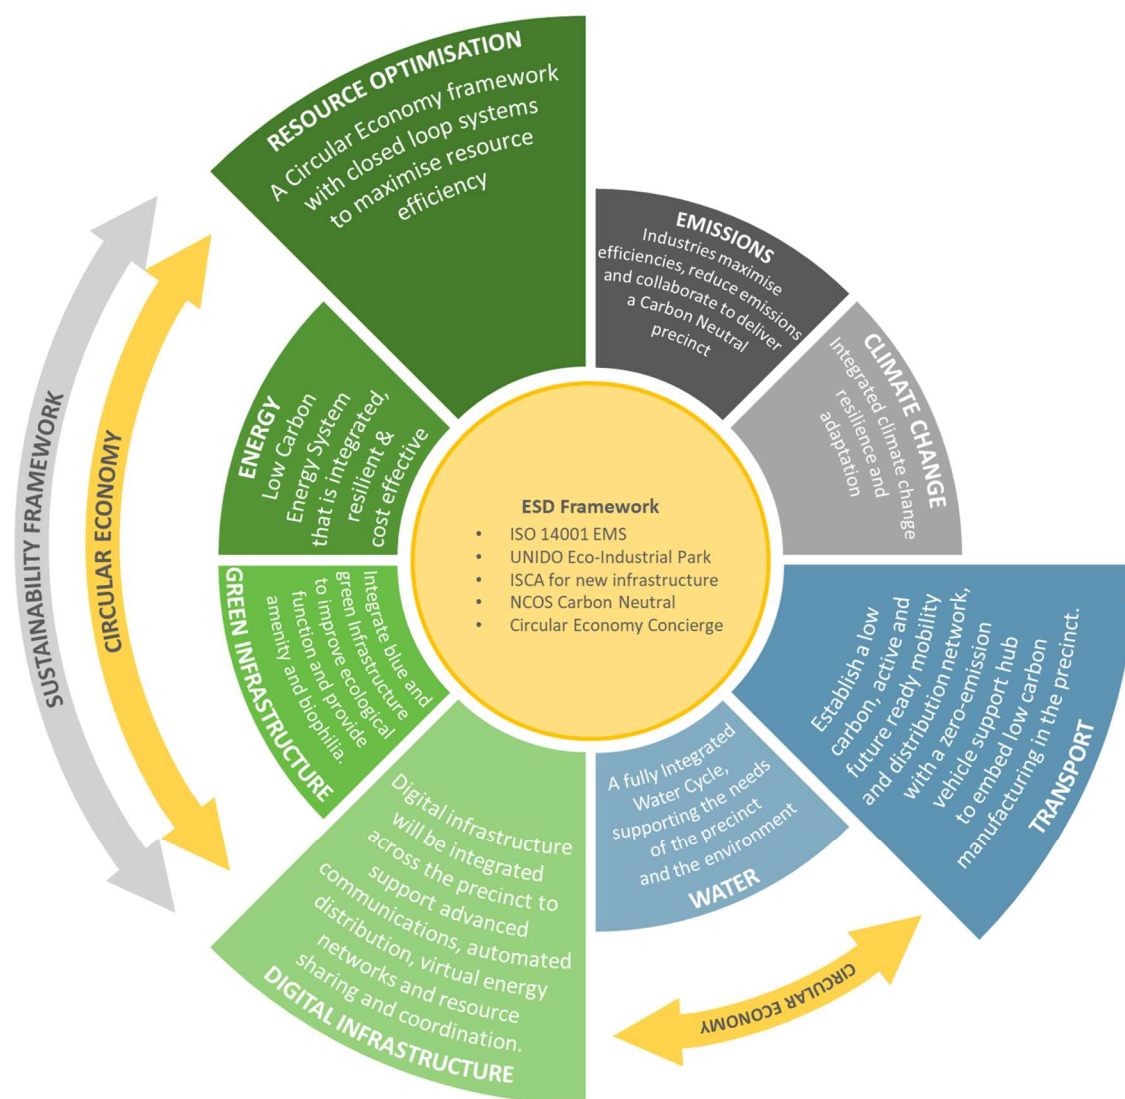 RESOURCE OPTIMISATION
A Circular Economy framework
with closed loop systems
to maximise resource
efficiency
EMISSIONS
Industries maximise
efficiencies, reduce emissions
and collaborate to deliver
a Carbon Neutral
precinct
CLIMATE CHANGE
Integrated climate change
resilience and
adaptation
TRANSPORT
Establish a low
carbon, active and
future ready mobility
and distribution network,
with a zero-emission
vehicle support hub
to embed low carbon
manufacturing in the precinct.
A fully Integrated
Water Cycle,
supporting the needs
of the precinct
and the environment
WATER
Digital infrastructure
will be integrated
across the precinct to
support advanced
communications, automated
distribution, virtual energy
networks and resource
sharing and coordination.
DIGITAL INFRASTRUCTURE
GREEN INFRASTRUCTURE
Integrate blue and
green Infrastructure
to improve ecological
function and provide
amenity and biophilia.
ENERGY
Low Carbon
Energy System
that is integrated,
resilient &
cost effective
ESD Framework
• ISO 14001 EMS
• UNIDO Eco-Industrial Park
• ISCA for new infrastructure
• NCOS Carbon Neutral
• Circular Economy Concierge
SUSTAINABILITY FRAMEWORK
CIRCULAR ECONOMY
CIRCULAR ECONOMY